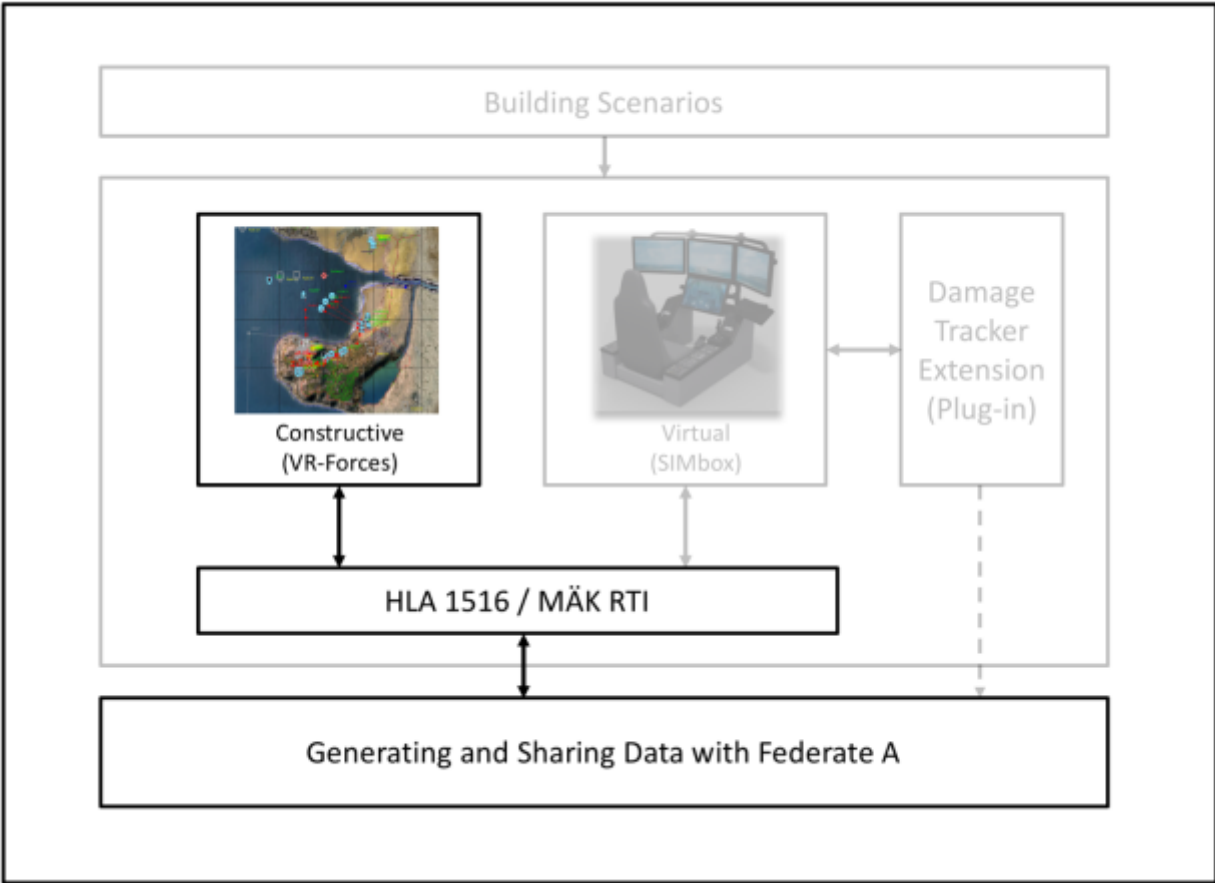 Building Scenarios
Constructive
(VR-Forces)
Virtual
(SIMbox)
Damage
Tracker
Extension
(Plug-in)
HLA 1516 / MÄK RTI
Generating and Sharing Data with Federate A